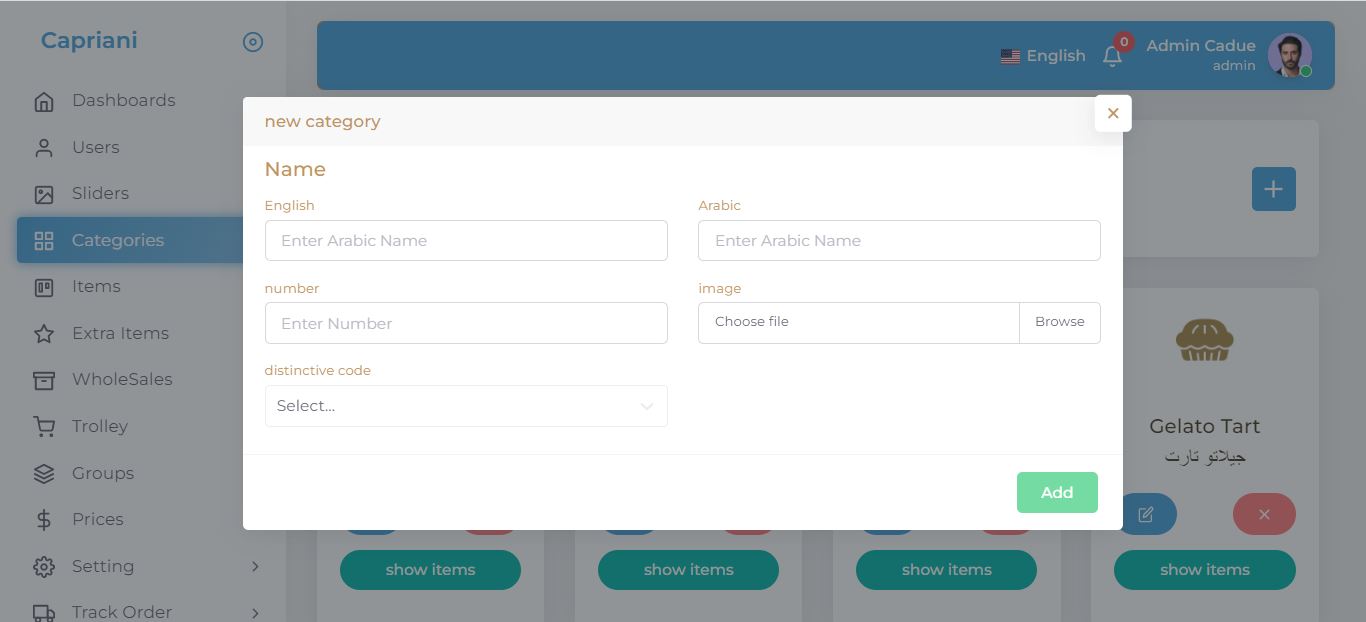 Capriani
English
0
Admin Cadue
admin
Dashboards
Users
Sliders
Categories
Items
Extra Items
WholeSales
Trolley
Groups
Prices
Setting
Track Order
new category
Name
English
Arabic
Enter Arabic Name
Enter Arabic Name
number
image
Enter Number
Choose file
Browse
distinctive code
Select...
Add
Gelato Tart
جيلاتو تارت
show items
show items
show items
show items